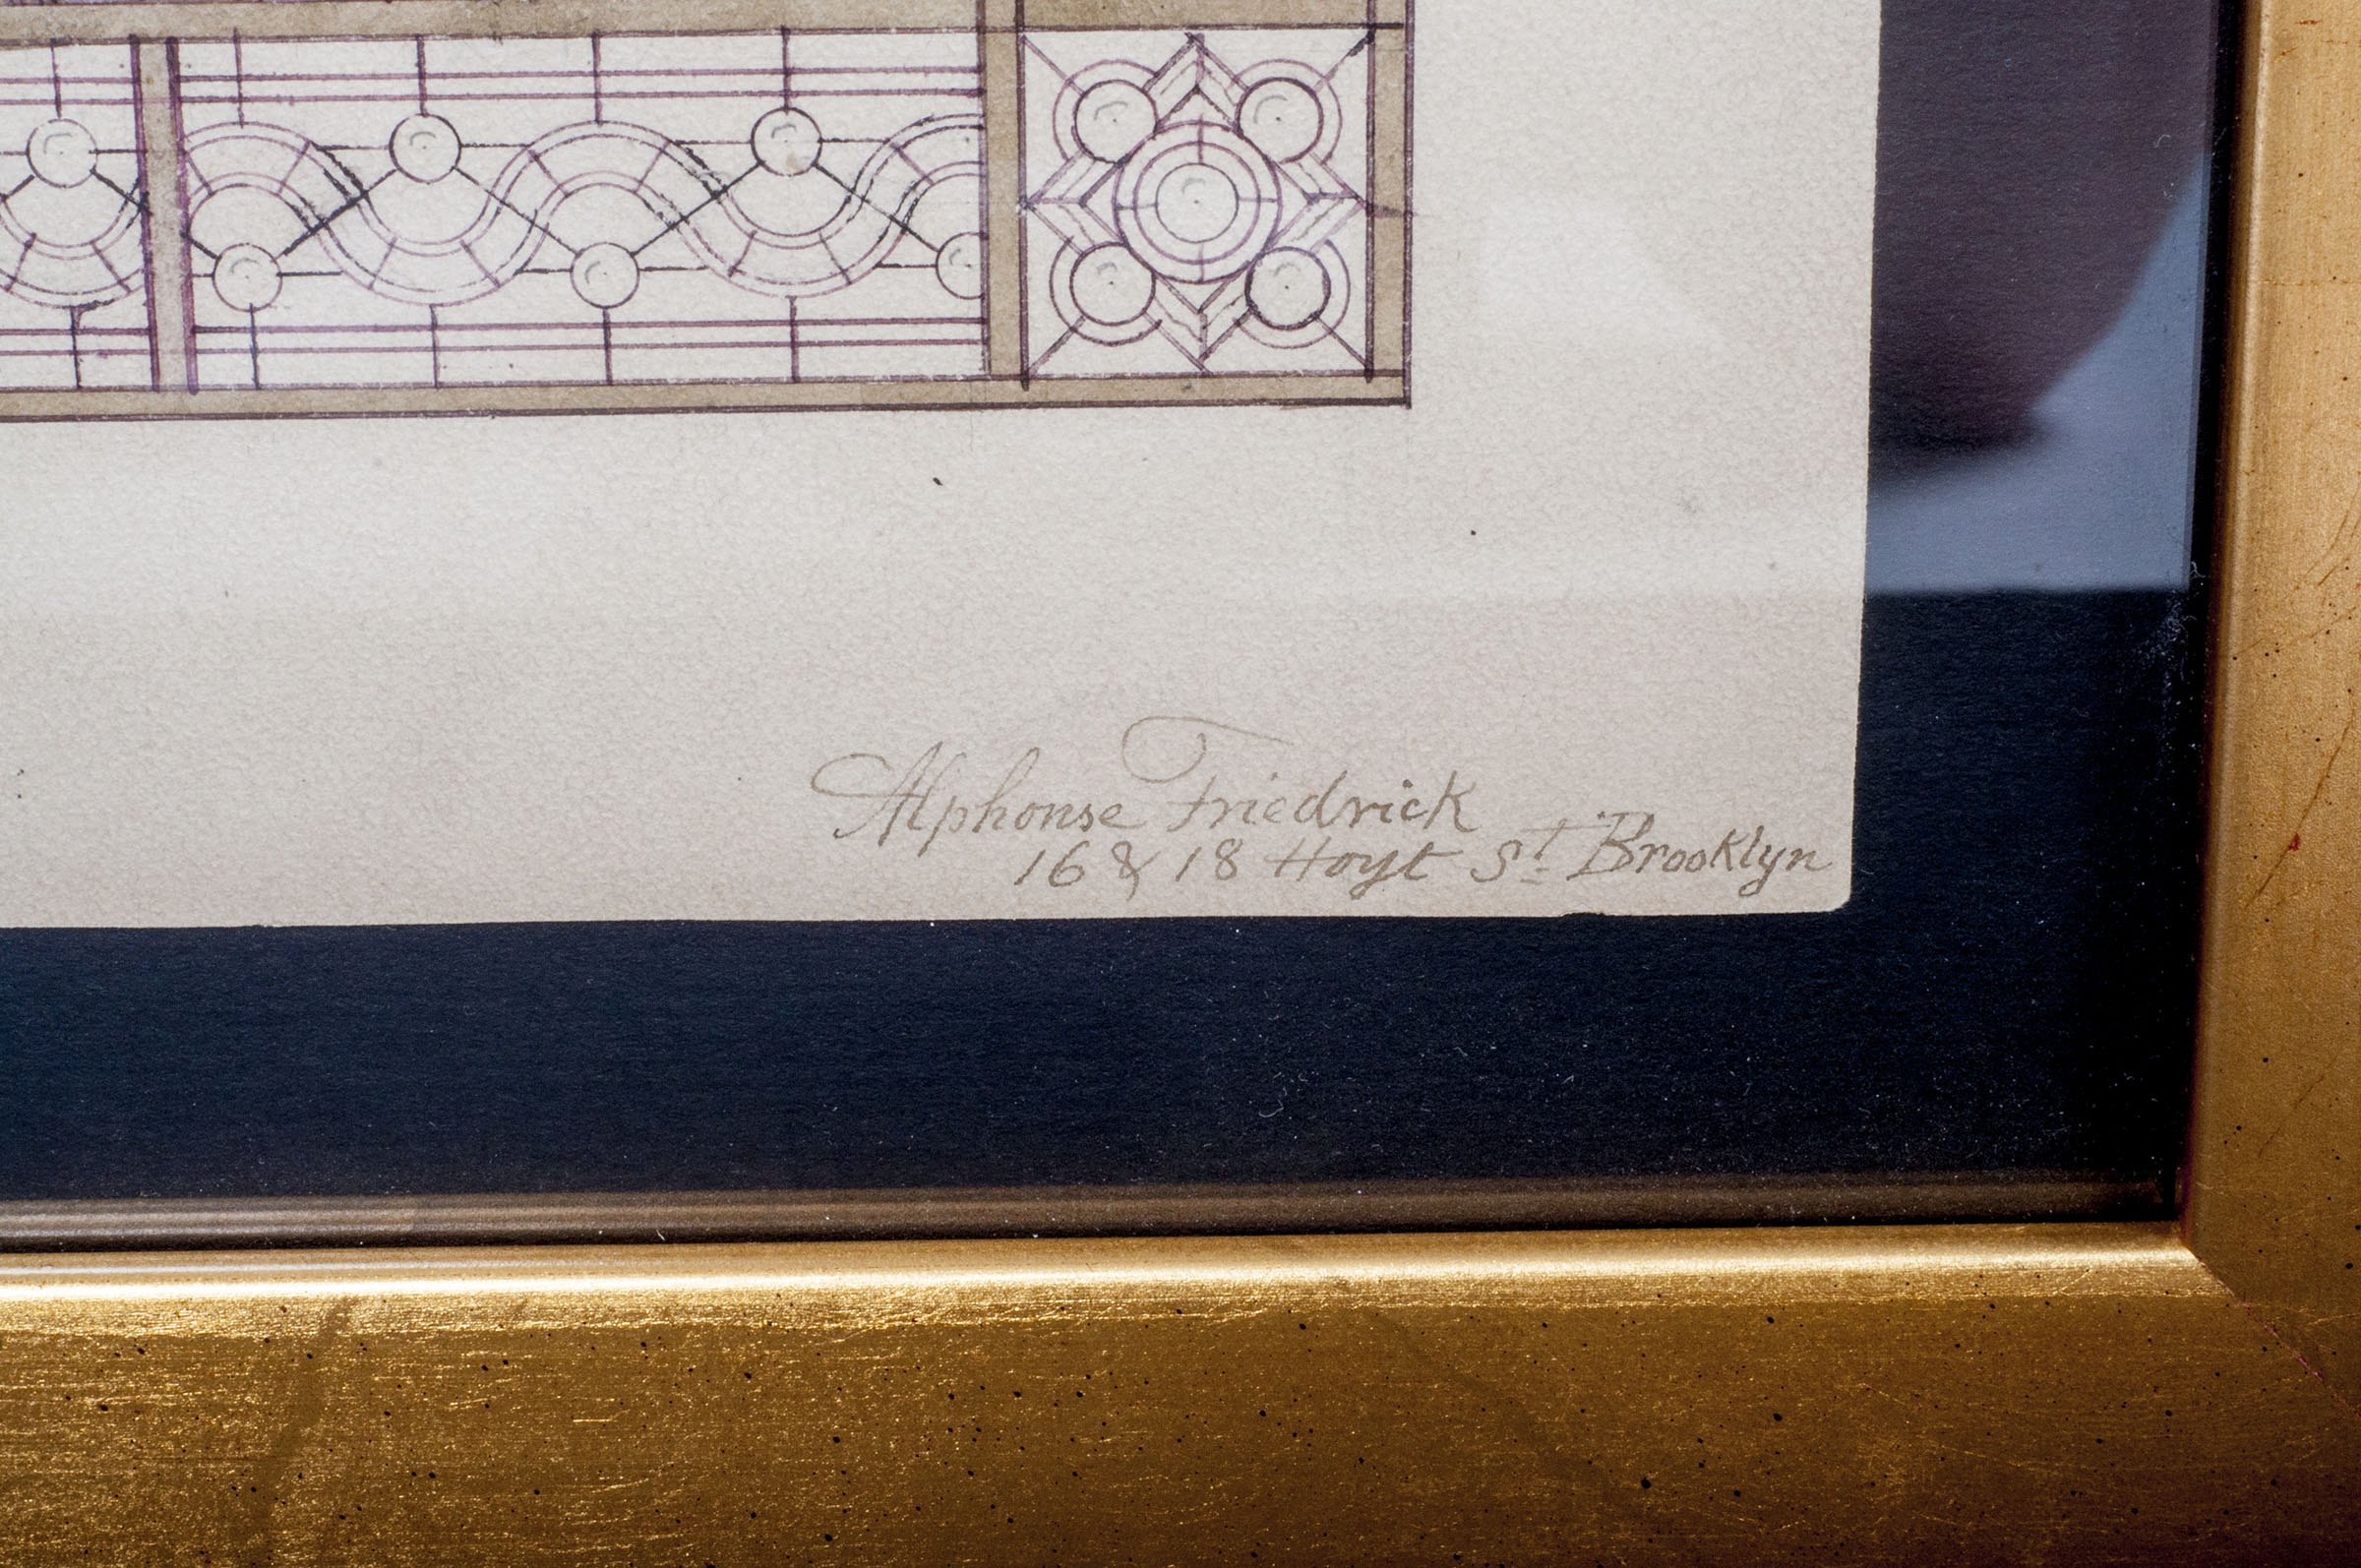 Alphonse Friedrick
16 & 18 Hoyt St. Brooklyn